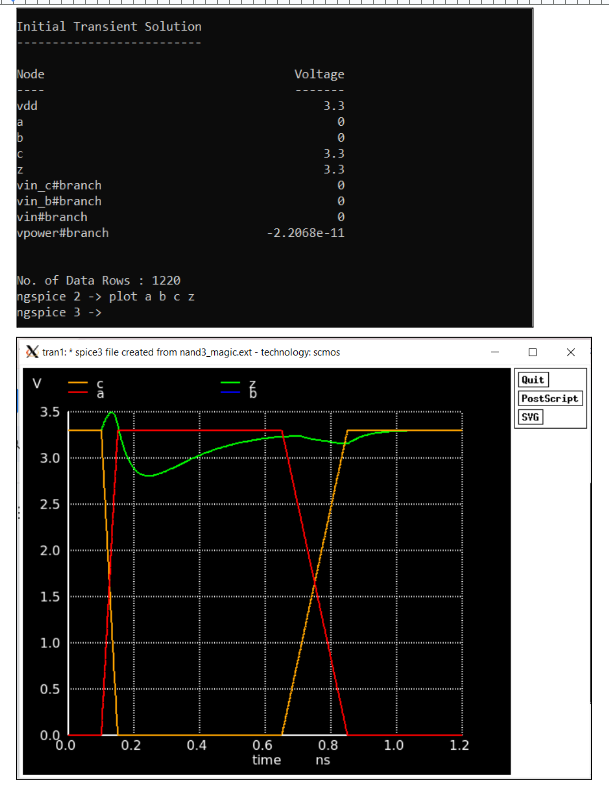 Initial Transient Solution
--------------------------
Node Voltage
---- -------
vdd 3.3
a 0
b 0
c 3.3
z 3.3
vin_c#branch 0
vin_b#branch 0
vin#branch 0
vpower#branch -2.2068e-11
No. of Data Rows : 1220
ngspice 2 -> plot a b c z
ngspice 3 ->
tran1: * spice3 file created from nand3_magic.ext - technology: scmos
Quit
PostScript
SVG
V
c z
a b
3.5
3.0
2.5
2.0
1.5
1.0
0.5
0.0
0.0 0.2 0.4 0.6 0.8 1.0 1.2
time ns